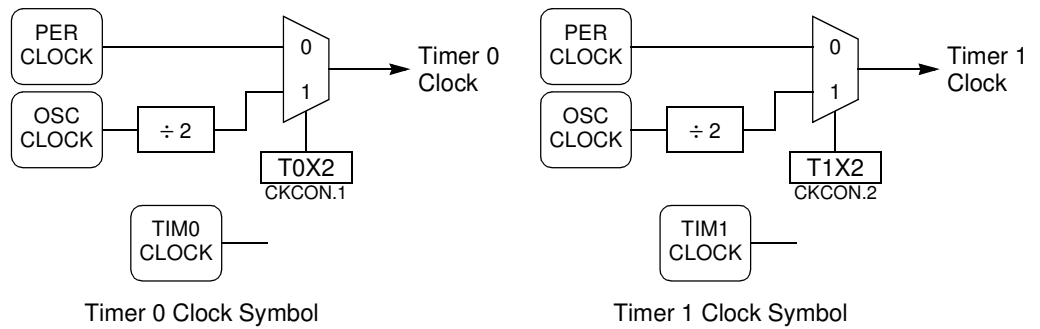 PER
CLOCK
0
Timer 0
Clock
OSC
CLOCK
÷ 2
1
T0X2
CKCON.1
TIM0
CLOCK
Timer 0 Clock Symbol
PER
CLOCK
0
Timer 1
Clock
OSC
CLOCK
÷ 2
1
T1X2
CKCON.2
TIM1
CLOCK
Timer 1 Clock Symbol